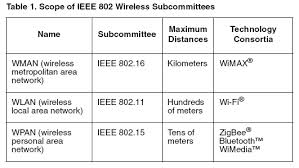 Table 1. Scope of IEEE 802 Wireless Subcommittees
Name Subcommittee Maximum Distances Technology Consortia
WMAN (wireless metropolitan area network) IEEE 802.16 Kilometers WiMAX®
WLAN (wireless local area network) IEEE 802.11 Hundreds of meters Wi-Fi®
WPAN (wireless personal area network) IEEE 802.15 Tens of meters ZigBee® Bluetooth™ WiMedia™